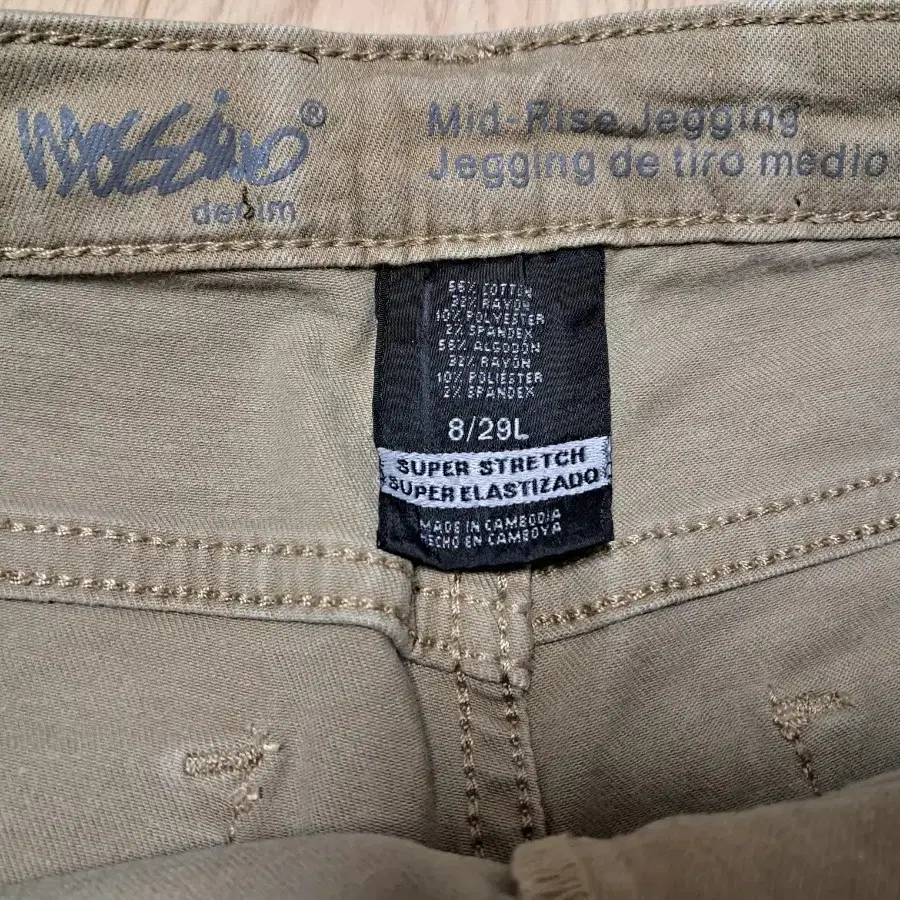 Mossimo®
denim
Mid-Rise Jegging
Jegging de tiro medio
56% COTTON
32% RAYON
10% POLYESTER
2% SPANDEX
56% ALGODON
32% RAYON
10% POLIESTER
2% SPANDEX
8/29L
SUPER STRETCH
SUPER ELASTIZADO
MADE IN CAMBODIA
HECHO EN CAMBOYA